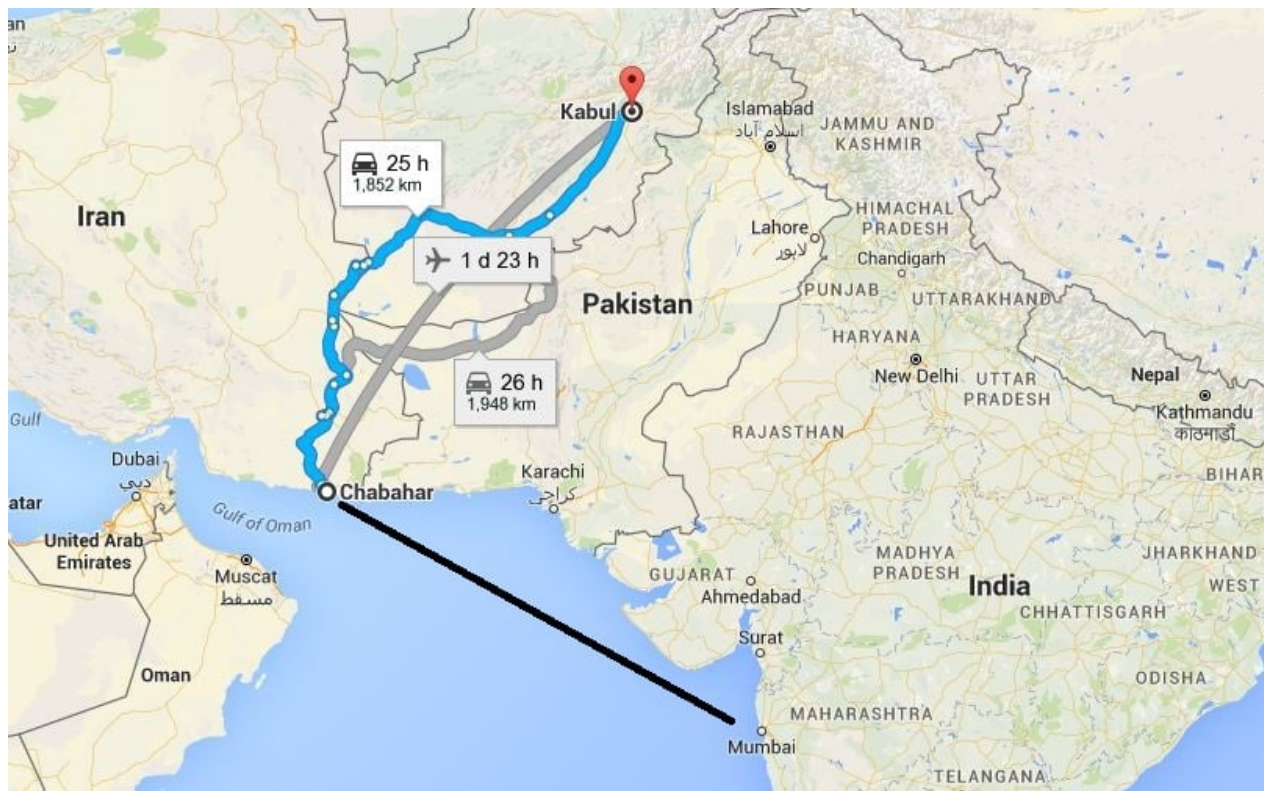 an
Kabul
Islamabad
اسلام آباد
JAMMU AND
KASHMIR
25 h
1,852 km
Iran
HIMACHAL
PRADESH
Lahore
لاہور
Chandigarh
1 d 23 h
PUNJAB
UTTARAKHAND
Pakistan
HARYANA
26 h
1,948 km
New Delhi
UTTAR
PRADESH
Nepal
Kathmandu
काठमाडौं
Gulf
RAJASTHAN
Dubai
دبي
Karachi
کراچی
BIHAR
Chabahar
atar
Gulf of Oman
United Arab
Emirates
Muscat
مسقط
MADHYA
PRADESH
JHARKHAND
GUJARAT
Ahmedabad
India
WEST
CHHATTISGARH
Surat
Oman
ODISHA
MAHARASHTRA
Mumbai
TELANGANA